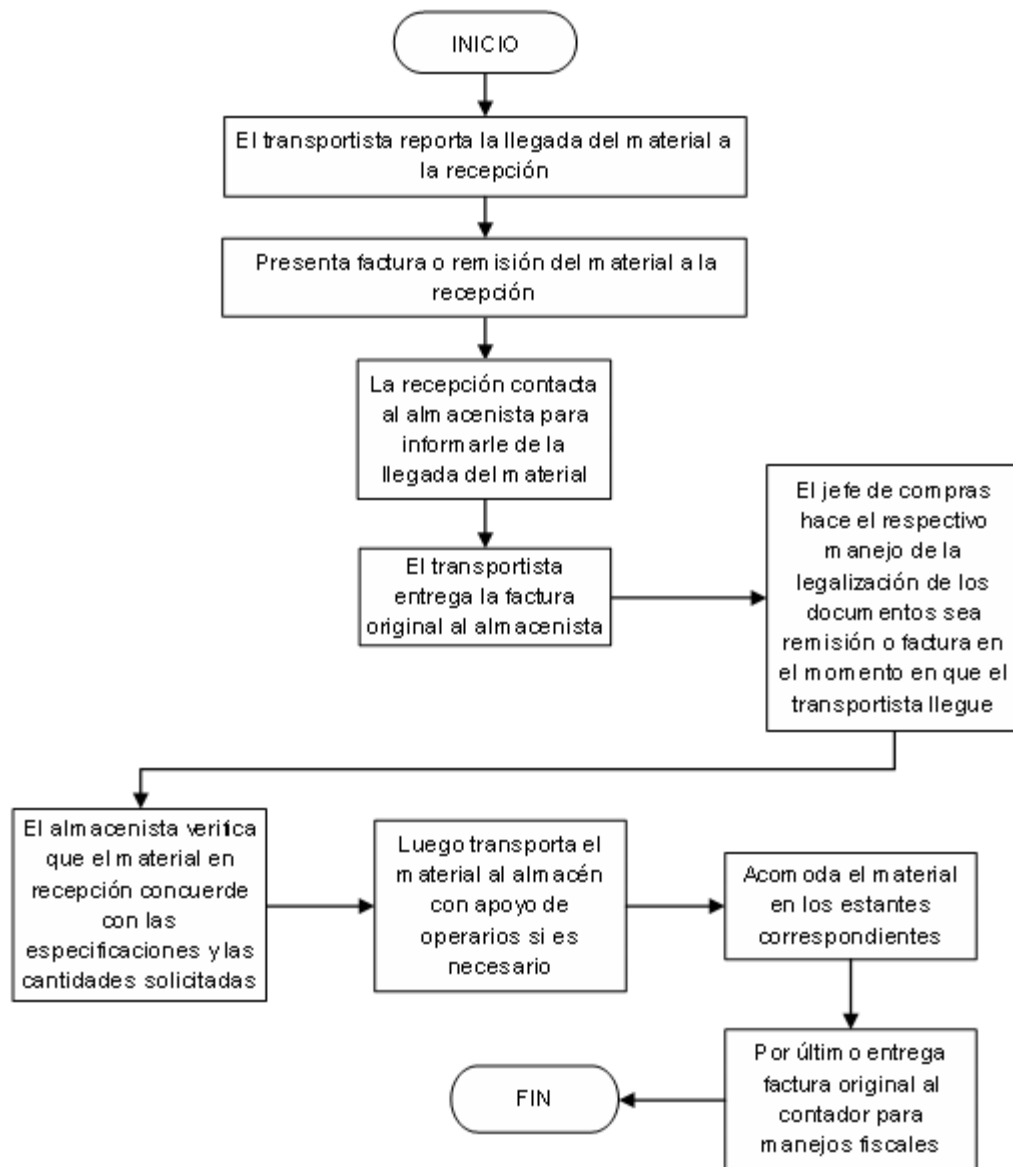 INICIO
El transportista reporta la llegada del material a
la recepción
Presenta factura o remisión del material a la
recepción
La recepción contacta
al almacenista para
informarle de la
llegada del material
El transportista
entrega la factura
original al almacenista
El jefe de compras
hace el respectivo
manejo de la
legalización de los
documentos sea
remisión o factura en
el momento en que el
transportista llegue
El almacenista verifica
que el material en
recepción concuerde
con las
especificaciones y las
cantidades solicitadas
Luego transporta el
material al almacén
con apoyo de
operarios si es
necesario
Acomoda el material
en los estantes
correspondientes
Por último entrega
factura original al
contador para
manejos fiscales
FIN